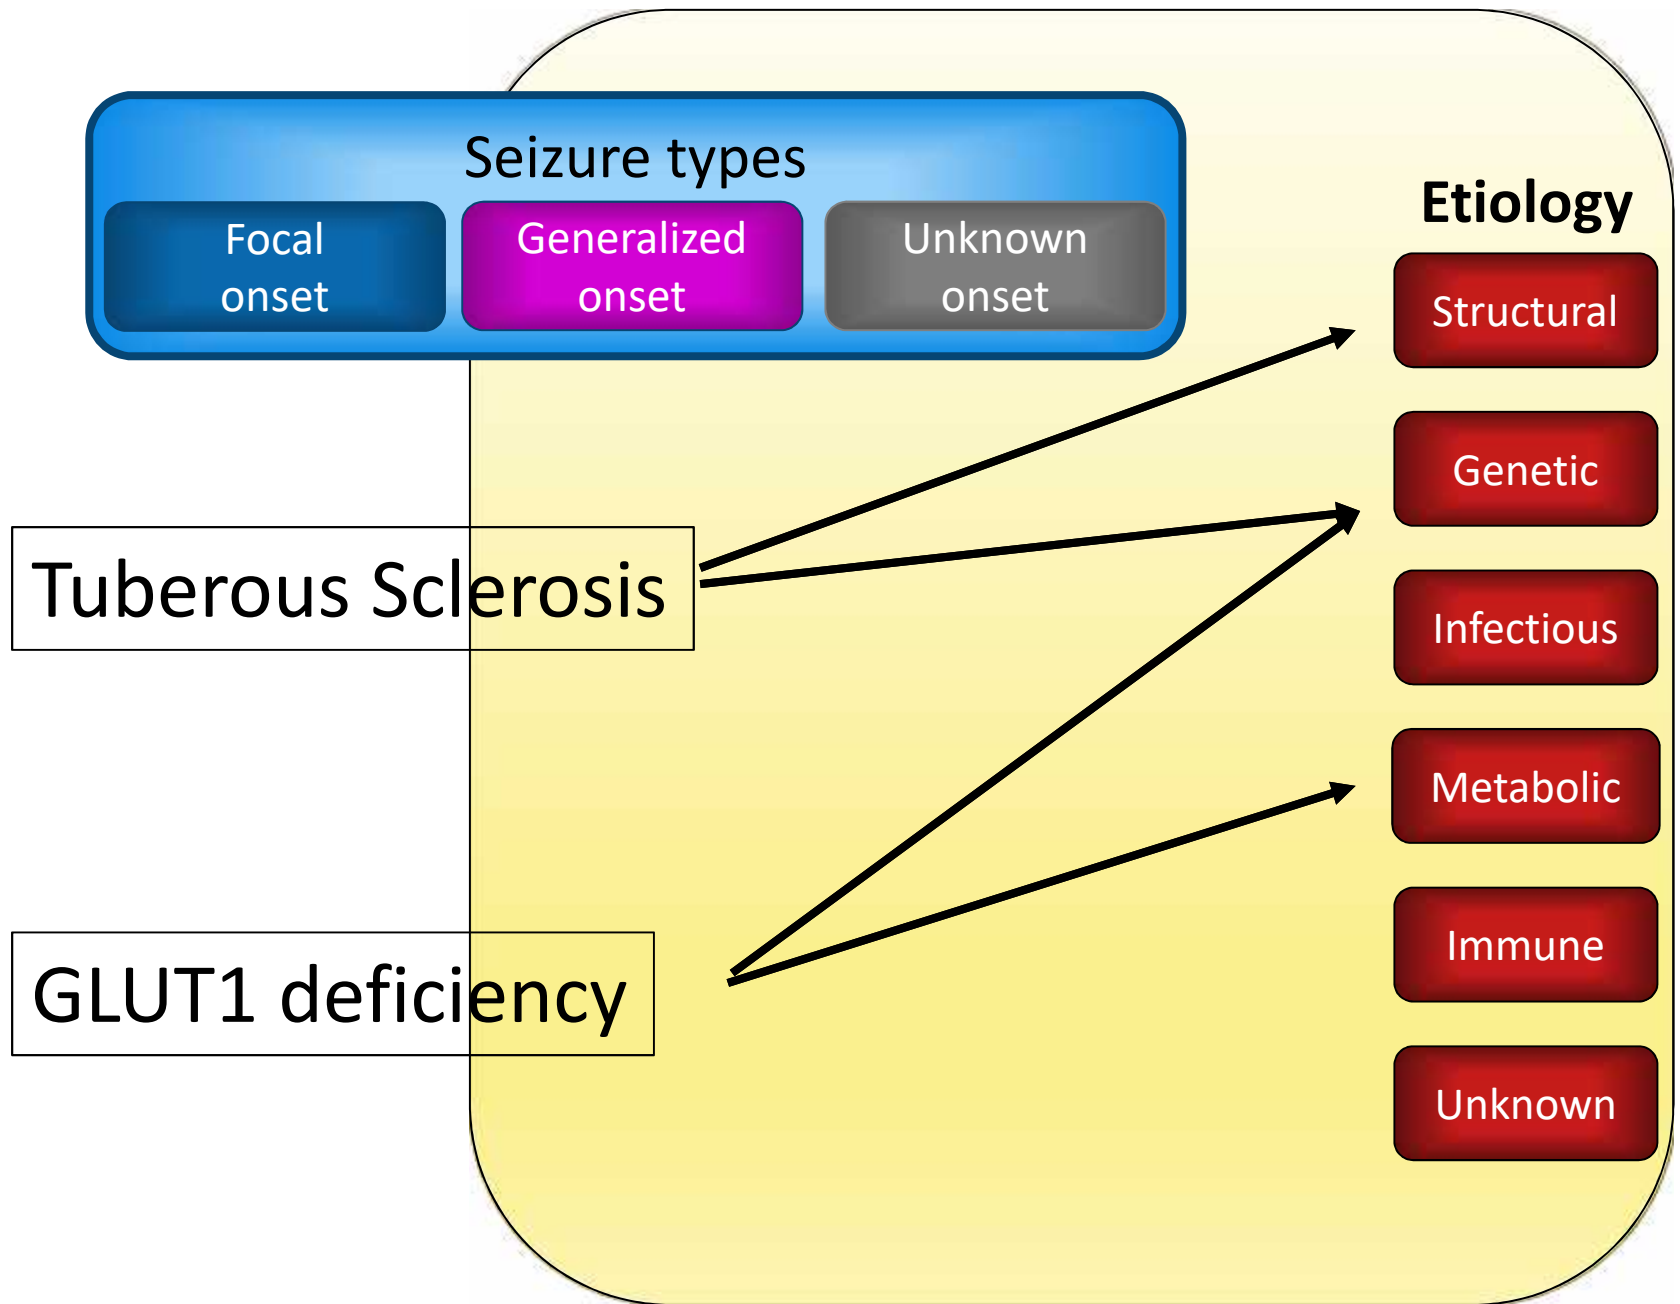 Seizure types
Focal
onset
Generalized
onset
Unknown
onset
Etiology
Structural
Genetic
Infectious
Metabolic
Immune
Unknown
Tuberous Sclerosis
GLUT1 deficiency